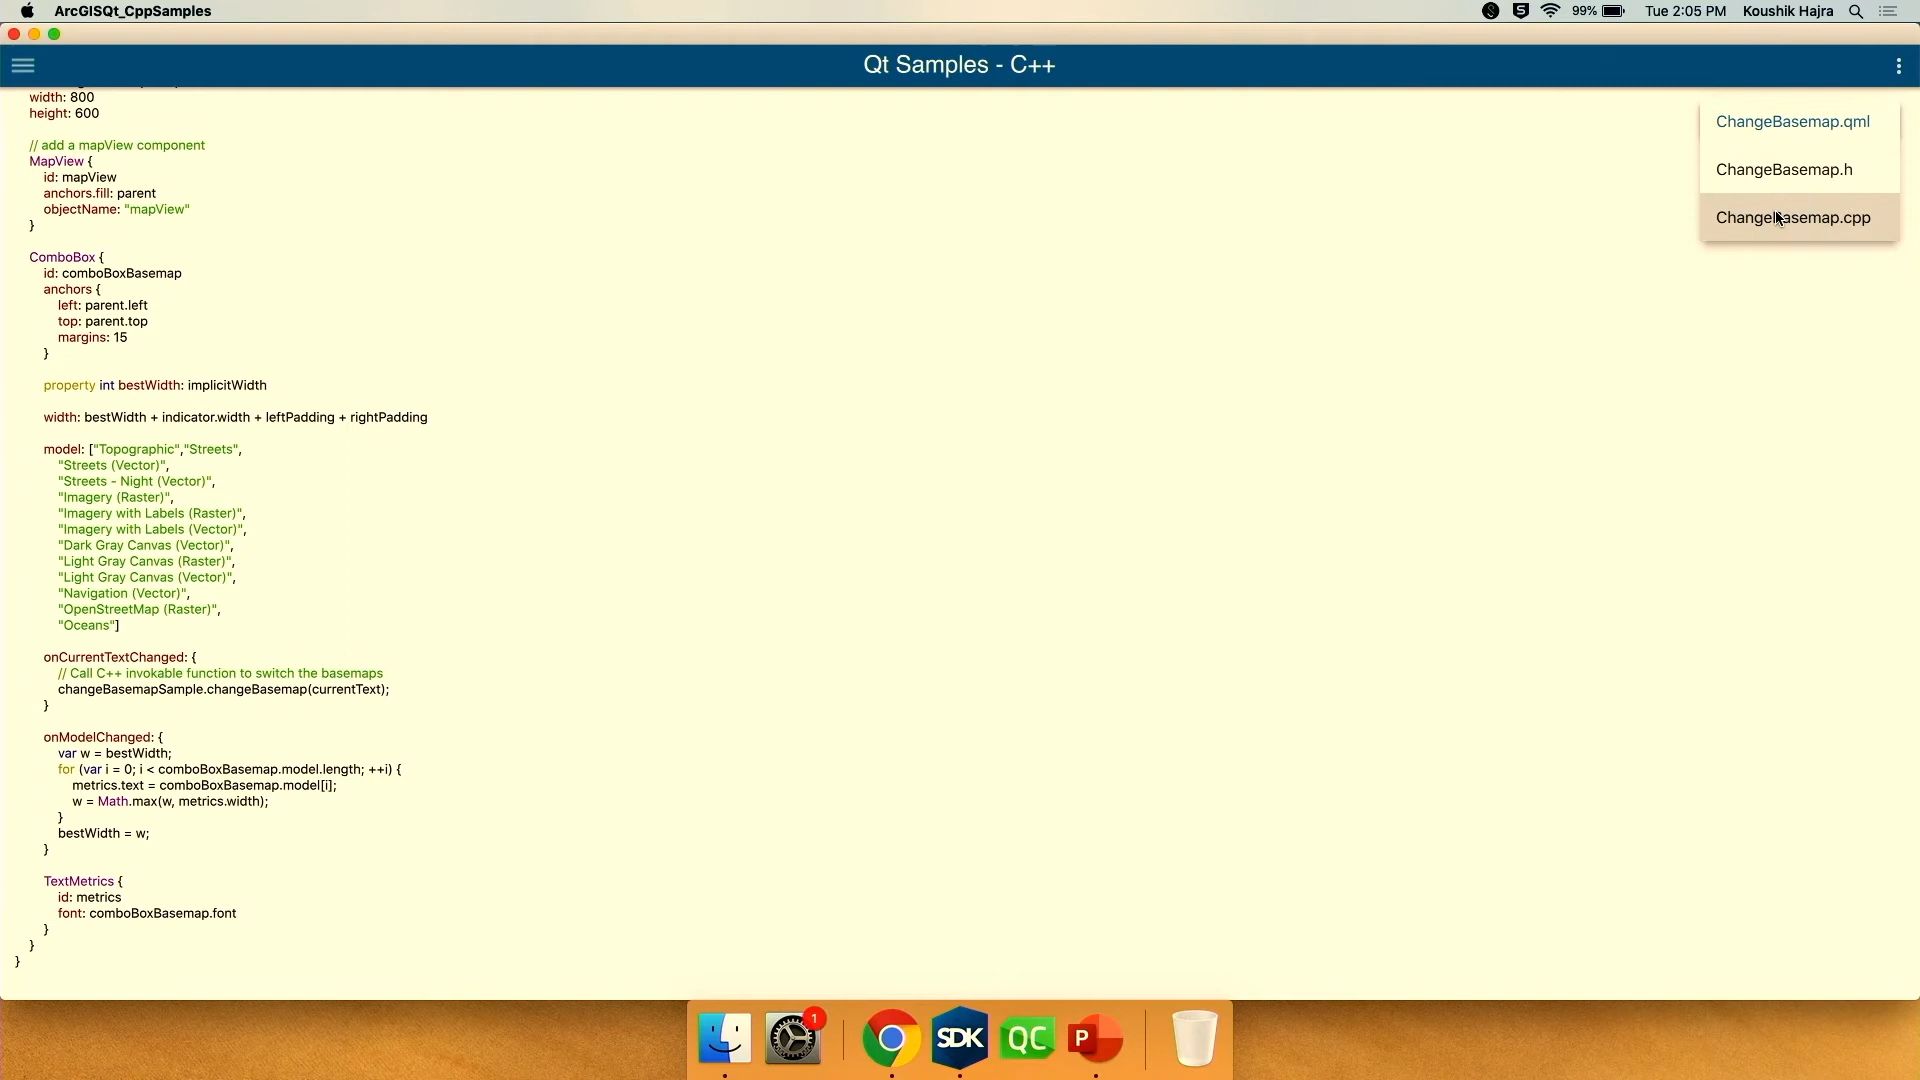 ArcGISQt_CppSamples
99%
Tue 2:05 PM
Koushik Hajra
Qt Samples - C++
width: 800
height: 600
// add a mapView component
MapView {
id: mapView
anchors.fill: parent
objectName: "mapView"
}
ComboBox {
id: comboBoxBasemap
anchors {
left: parent.left
top: parent.top
margins: 15
}
property int bestWidth: implicitWidth
width: bestWidth + indicator.width + leftPadding + rightPadding
model: ["Topographic","Streets",
"Streets (Vector)",
"Streets - Night (Vector)",
"Imagery (Raster)",
"Imagery with Labels (Raster)",
"Imagery with Labels (Vector)",
"Dark Gray Canvas (Vector)",
"Light Gray Canvas (Raster)",
"Light Gray Canvas (Vector)",
"Navigation (Vector)",
"OpenStreetMap (Raster)",
"Oceans"]
onCurrentTextChanged: {
// Call C++ invokable function to switch the basemaps
changeBasemapSample.changeBasemap(currentText);
}
onModelChanged: {
var w = bestWidth;
for (var i = 0; i < comboBoxBasemap.model.length; ++i) {
metrics.text = comboBoxBasemap.model[i];
w = Math.max(w, metrics.width);
}
bestWidth = w;
}
TextMetrics {
id: metrics
font: comboBoxBasemap.font
}
}
}
ChangeBasemap.qml
ChangeBasemap.h
ChangeBasemap.cpp
1
SDK
QC
P